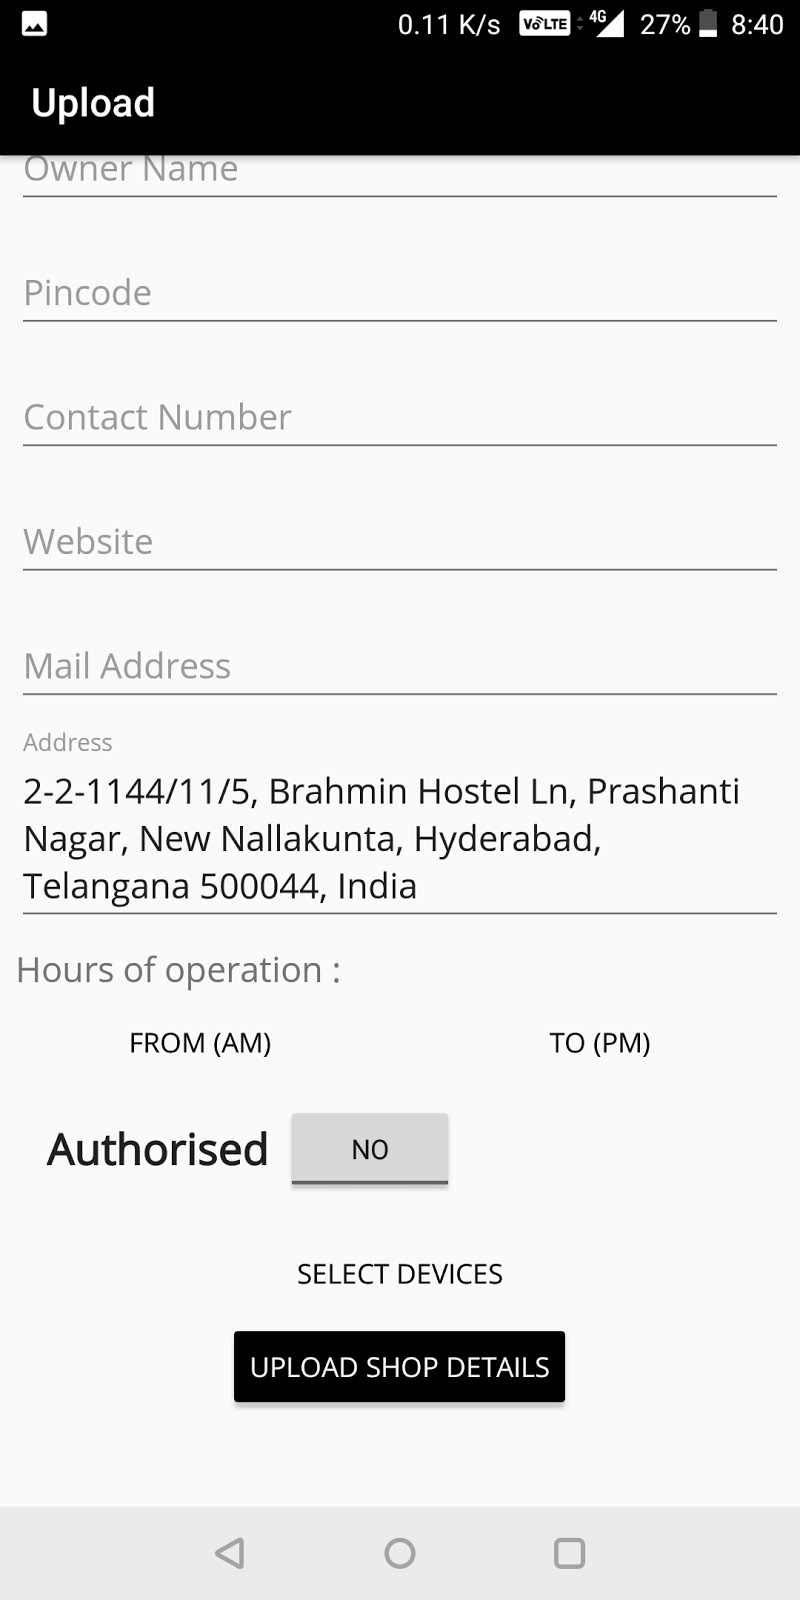 0.11 K/s VoLTE 4G 27% 8:40
Upload
Owner Name
Pincode
Contact Number
Website
Mail Address
Address
2-2-1144/11/5, Brahmin Hostel Ln, Prashanti
Nagar, New Nallakunta, Hyderabad,
Telangana 500044, India
Hours of operation :
FROM (AM) TO (PM)
Authorised NO
SELECT DEVICES
UPLOAD SHOP DETAILS